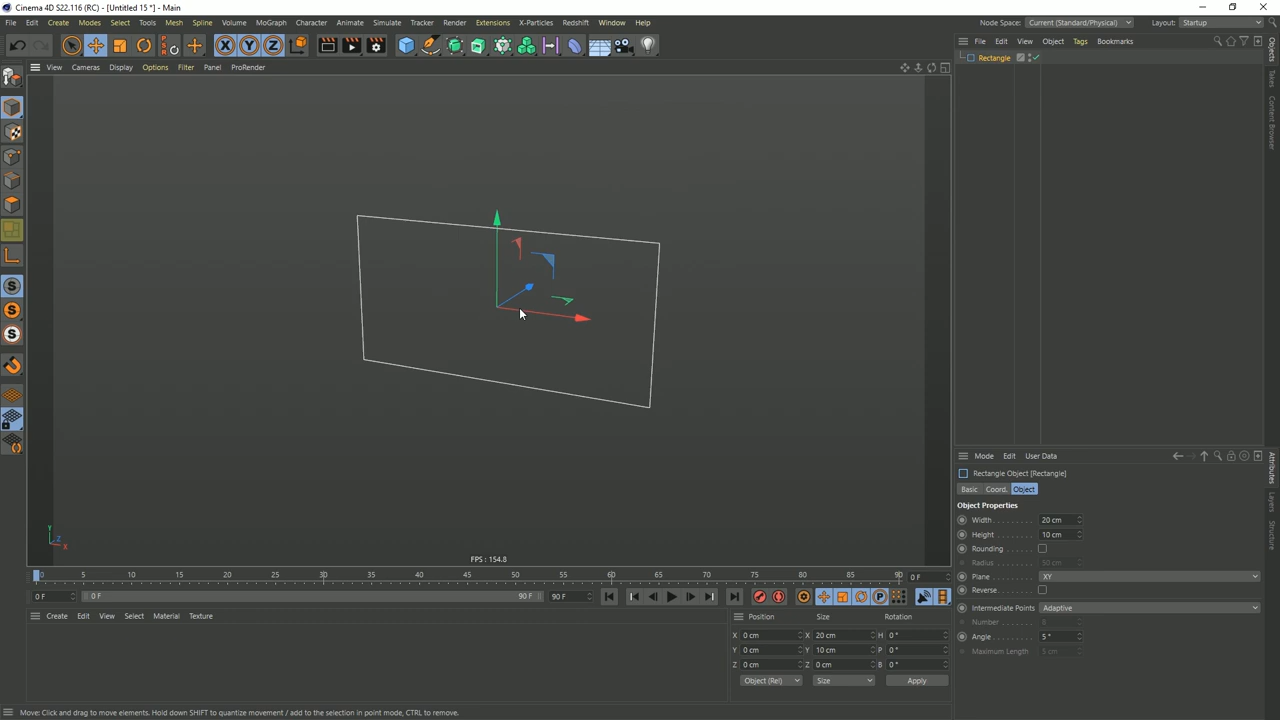 Cinema 4D S22.116 (RC) - [Untitled 15 *] - Main
File Edit Create Modes Select Tools Mesh Spline Volume MoGraph Character Animate Simulate Tracker Render Extensions X-Particles Redshift Window Help Node Space: Current (Standard/Physical) Layout: Startup
File Edit View Object Tags Bookmarks
View Cameras Display Options Filter Panel ProRender
Rectangle
Objects
Takes
Content Browser
Mode Edit User Data
Rectangle Object [Rectangle]
Basic Coord. Object
Object Properties
Width 20 cm
Height 10 cm
Rounding
Radius 50 cm
Plane XY
Reverse
Intermediate Points Adaptive
Number 8
Angle 5 °
Maximum Length 5 cm
Attributes
Layers
Structure
Y
Z
X
FPS : 154.8
0 5 10 15 20 25 30 35 40 45 50 55 60 65 70 75 80 85 90 0 F
0 F 0 F 90 F 90 F
Create Edit View Select Material Texture
Position Size Rotation
X 0 cm X 20 cm H 0 °
Y 0 cm Y 10 cm P 0 °
Z 0 cm Z 0 cm B 0 °
Object (Rel) Size Apply
Move: Click and drag to move elements. Hold down SHIFT to quantize movement / add to the selection in point mode, CTRL to remove.